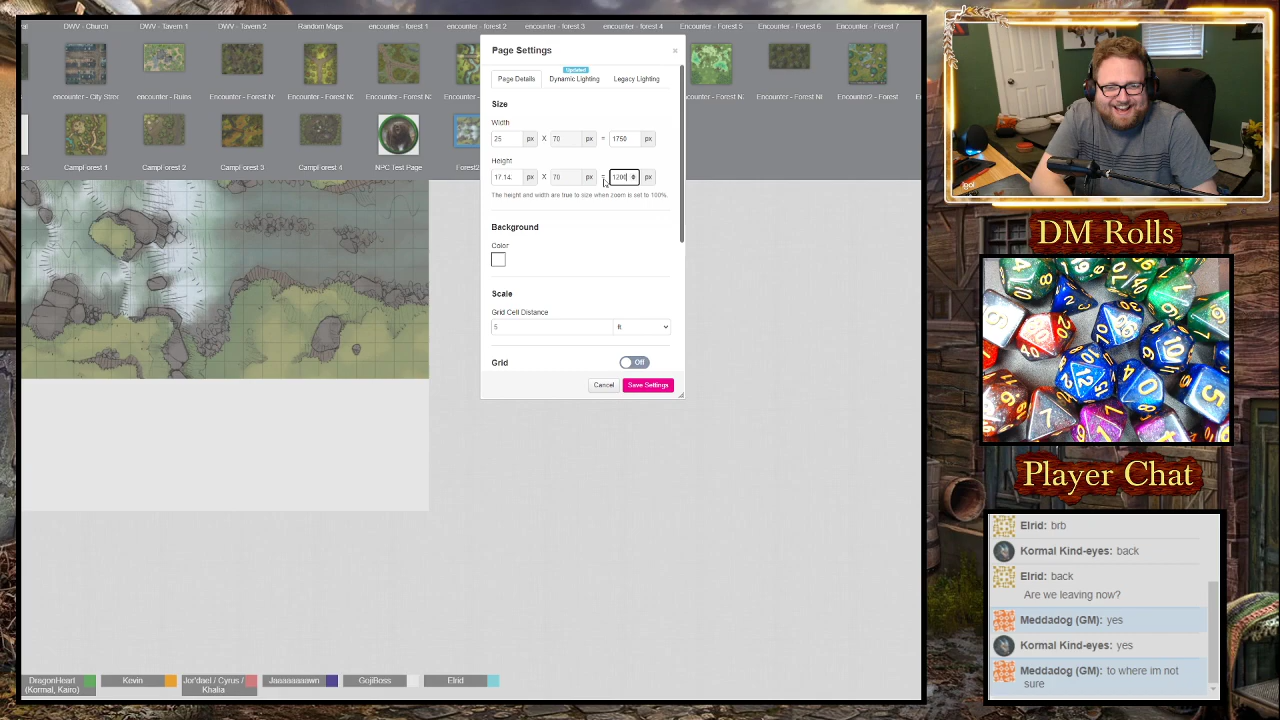 DWV - Church
DWV - Tavern 1
DWV - Tavern 2
Random Maps
encounter - forest 1
encounter - forest 2
encounter - forest 3
encounter - forest 4
Encounter - Forest 5
Encounter - Forest 6
Encounter - Forest 7
encounter - City Stree
encounter - Ruins
CampForest 1
CampForest 2
CampForest 3
CampForest 4
NPC Test Page
Page Settings
×
Updated
Page Details
Dynamic Lighting
Legacy Lighting
Size
Width
25 px X 70 px = 1750 px
Height
17.14. px X 70 px = 1200 px
The height and width are true to size when zoom is set to 100%.
Background
Color
Scale
Grid Cell Distance
5 ft
Grid Off
Cancel Save Settings
DragonHeart
(Kormal, Kairo)
Kevin
Jor'dael / Cyrus /
Khalia
Jaaaaaaawn
GojiBoss
Elrid
DM Rolls
Player Chat
Elrid: brb
Kormal Kind-eyes: back
Elrid: back
Are we leaving now?
Meddadog (GM): yes
Kormal Kind-eyes: yes
Meddadog (GM): to where im not
sure